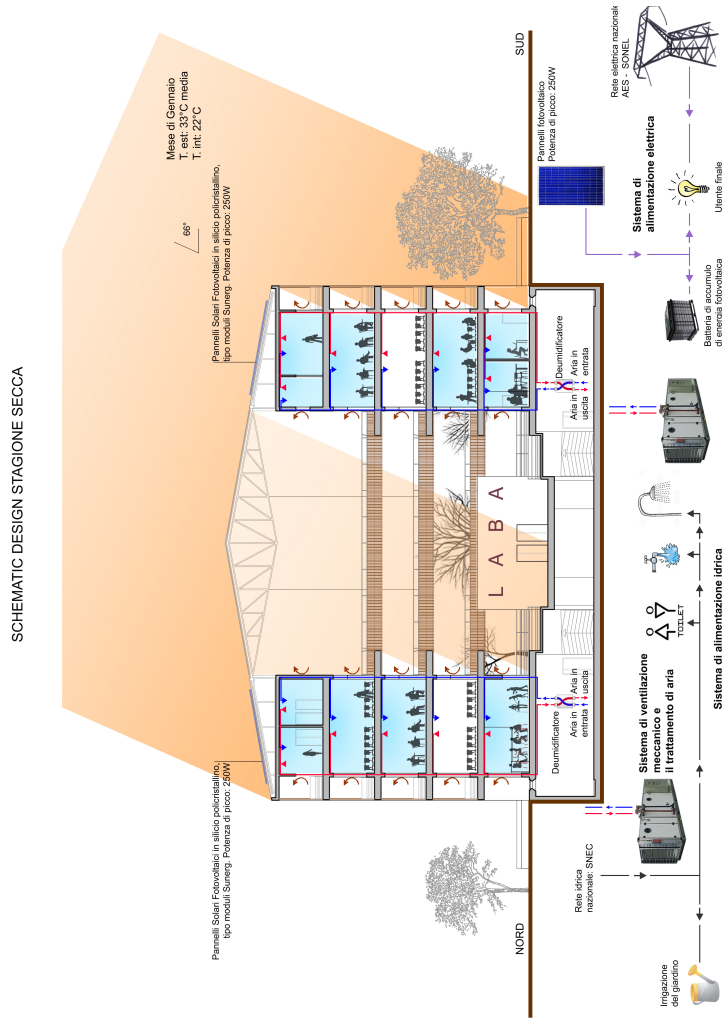 SCHEMATIC DESIGN STAGIONE SECCA
Mese di Gennaio
T. est: 33°C media
T. int: 22°C
66°
Pannelli Solari Fotovoltaici in silicio policristallino,
tipo moduli Sunerg. Potenza di picco: 250W
Pannelli Solari Fotovoltaici in silicio policristallino,
tipo moduli Sunerg. Potenza di picco: 250W
LABA
NORD
SUD
Deumidificatore
Aria in
entrata
Aria in
uscita
Deumidificatore
Aria in
uscita
Aria in
entrata
Rete idrica
nazionale: SNEC
Irrigazione
del giardino
Sistema di ventilazione
meccanico e
il trattamento di aria
TOILET
Sistema di alimentazione idrica
Pannelli fotovoltaico
Potenza di picco: 250W
Sistema di
alimentazione elettrica
Rete elettrica nazionale
AES - SONEL
Batteria di accumulo
di energia fotovoltaica
Utente finale